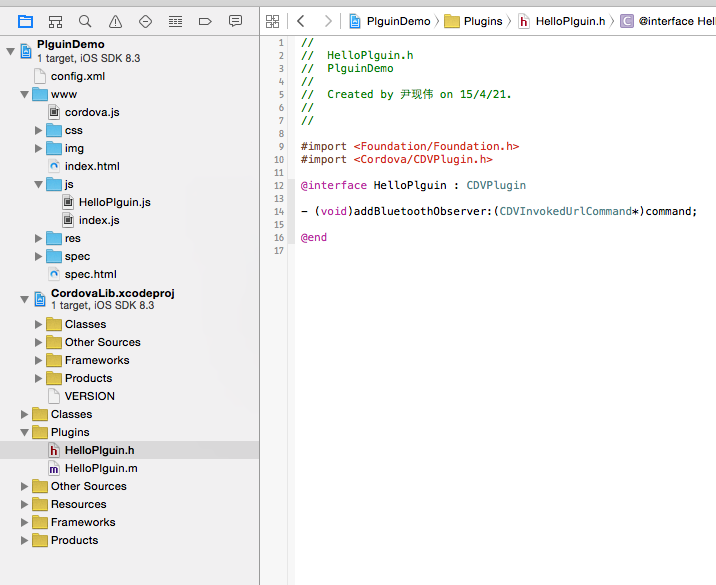 PlguinDemo
1 target, iOS SDK 8.3
config.xml
www
cordova.js
css
img
index.html
js
HelloPlguin.js
index.js
res
spec
spec.html
CordovaLib.xcodeproj
1 target, iOS SDK 8.3
Classes
Other Sources
Frameworks
Products
VERSION
Classes
Plugins
HelloPlguin.h
HelloPlguin.m
Other Sources
Resources
Frameworks
Products
PlguinDemo Plugins HelloPlguin.h @interface Hel
1 //
2 // HelloPlguin.h
3 // PlguinDemo
4 //
5 // Created by 尹现伟 on 15/4/21.
6 //
7 //
8
9 #import <Foundation/Foundation.h>
10 #import <Cordova/CDVPlugin.h>
11
12 @interface HelloPlguin : CDVPlugin
13
14 - (void)addBluetoothObserver:(CDVInvokedUrlCommand*)command;
15
16 @end
17